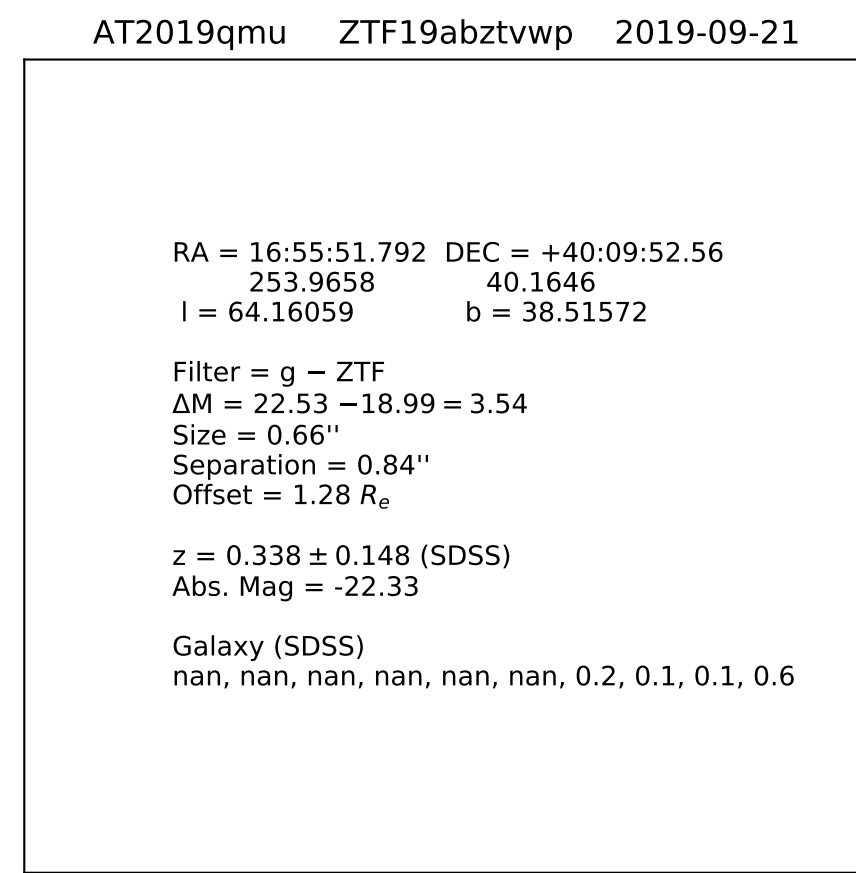 AT2019qmu ZTF19abztvwp 2019-09-21
RA = 16:55:51.792 DEC = +40:09:52.56
253.9658 40.1646
l = 64.16059 b = 38.51572
Filter = g − ZTF
ΔM = 22.53 −18.99 = 3.54
Size = 0.66''
Separation = 0.84''
Offset = 1.28 Re
z = 0.338 ± 0.148 (SDSS)
Abs. Mag = -22.33
Galaxy (SDSS)
nan, nan, nan, nan, nan, nan, 0.2, 0.1, 0.1, 0.6